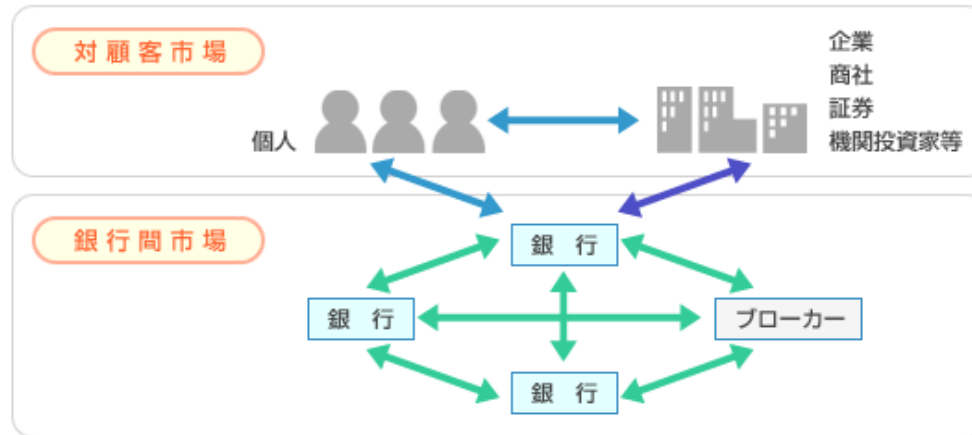 対顧客市場
個人
企業
商社
証券
機関投資家等
銀行間市場
銀 行
銀 行
ブローカー
銀 行